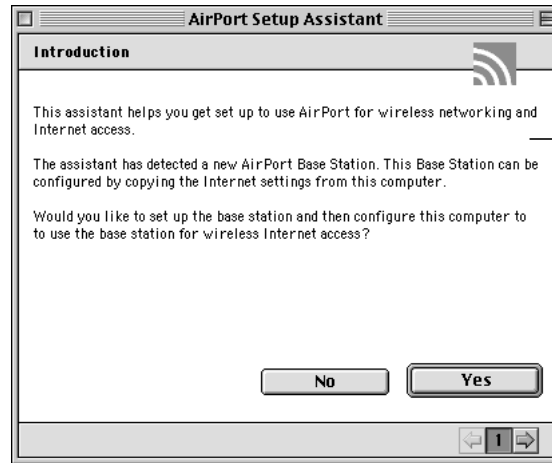 AirPort Setup Assistant
Introduction
This assistant helps you get set up to use AirPort for wireless networking and
Internet access.
The assistant has detected a new AirPort Base Station. This Base Station can be
configured by copying the Internet settings from this computer.
Would you like to set up the base station and then configure this computer to
to use the base station for wireless Internet access?
No
Yes
1